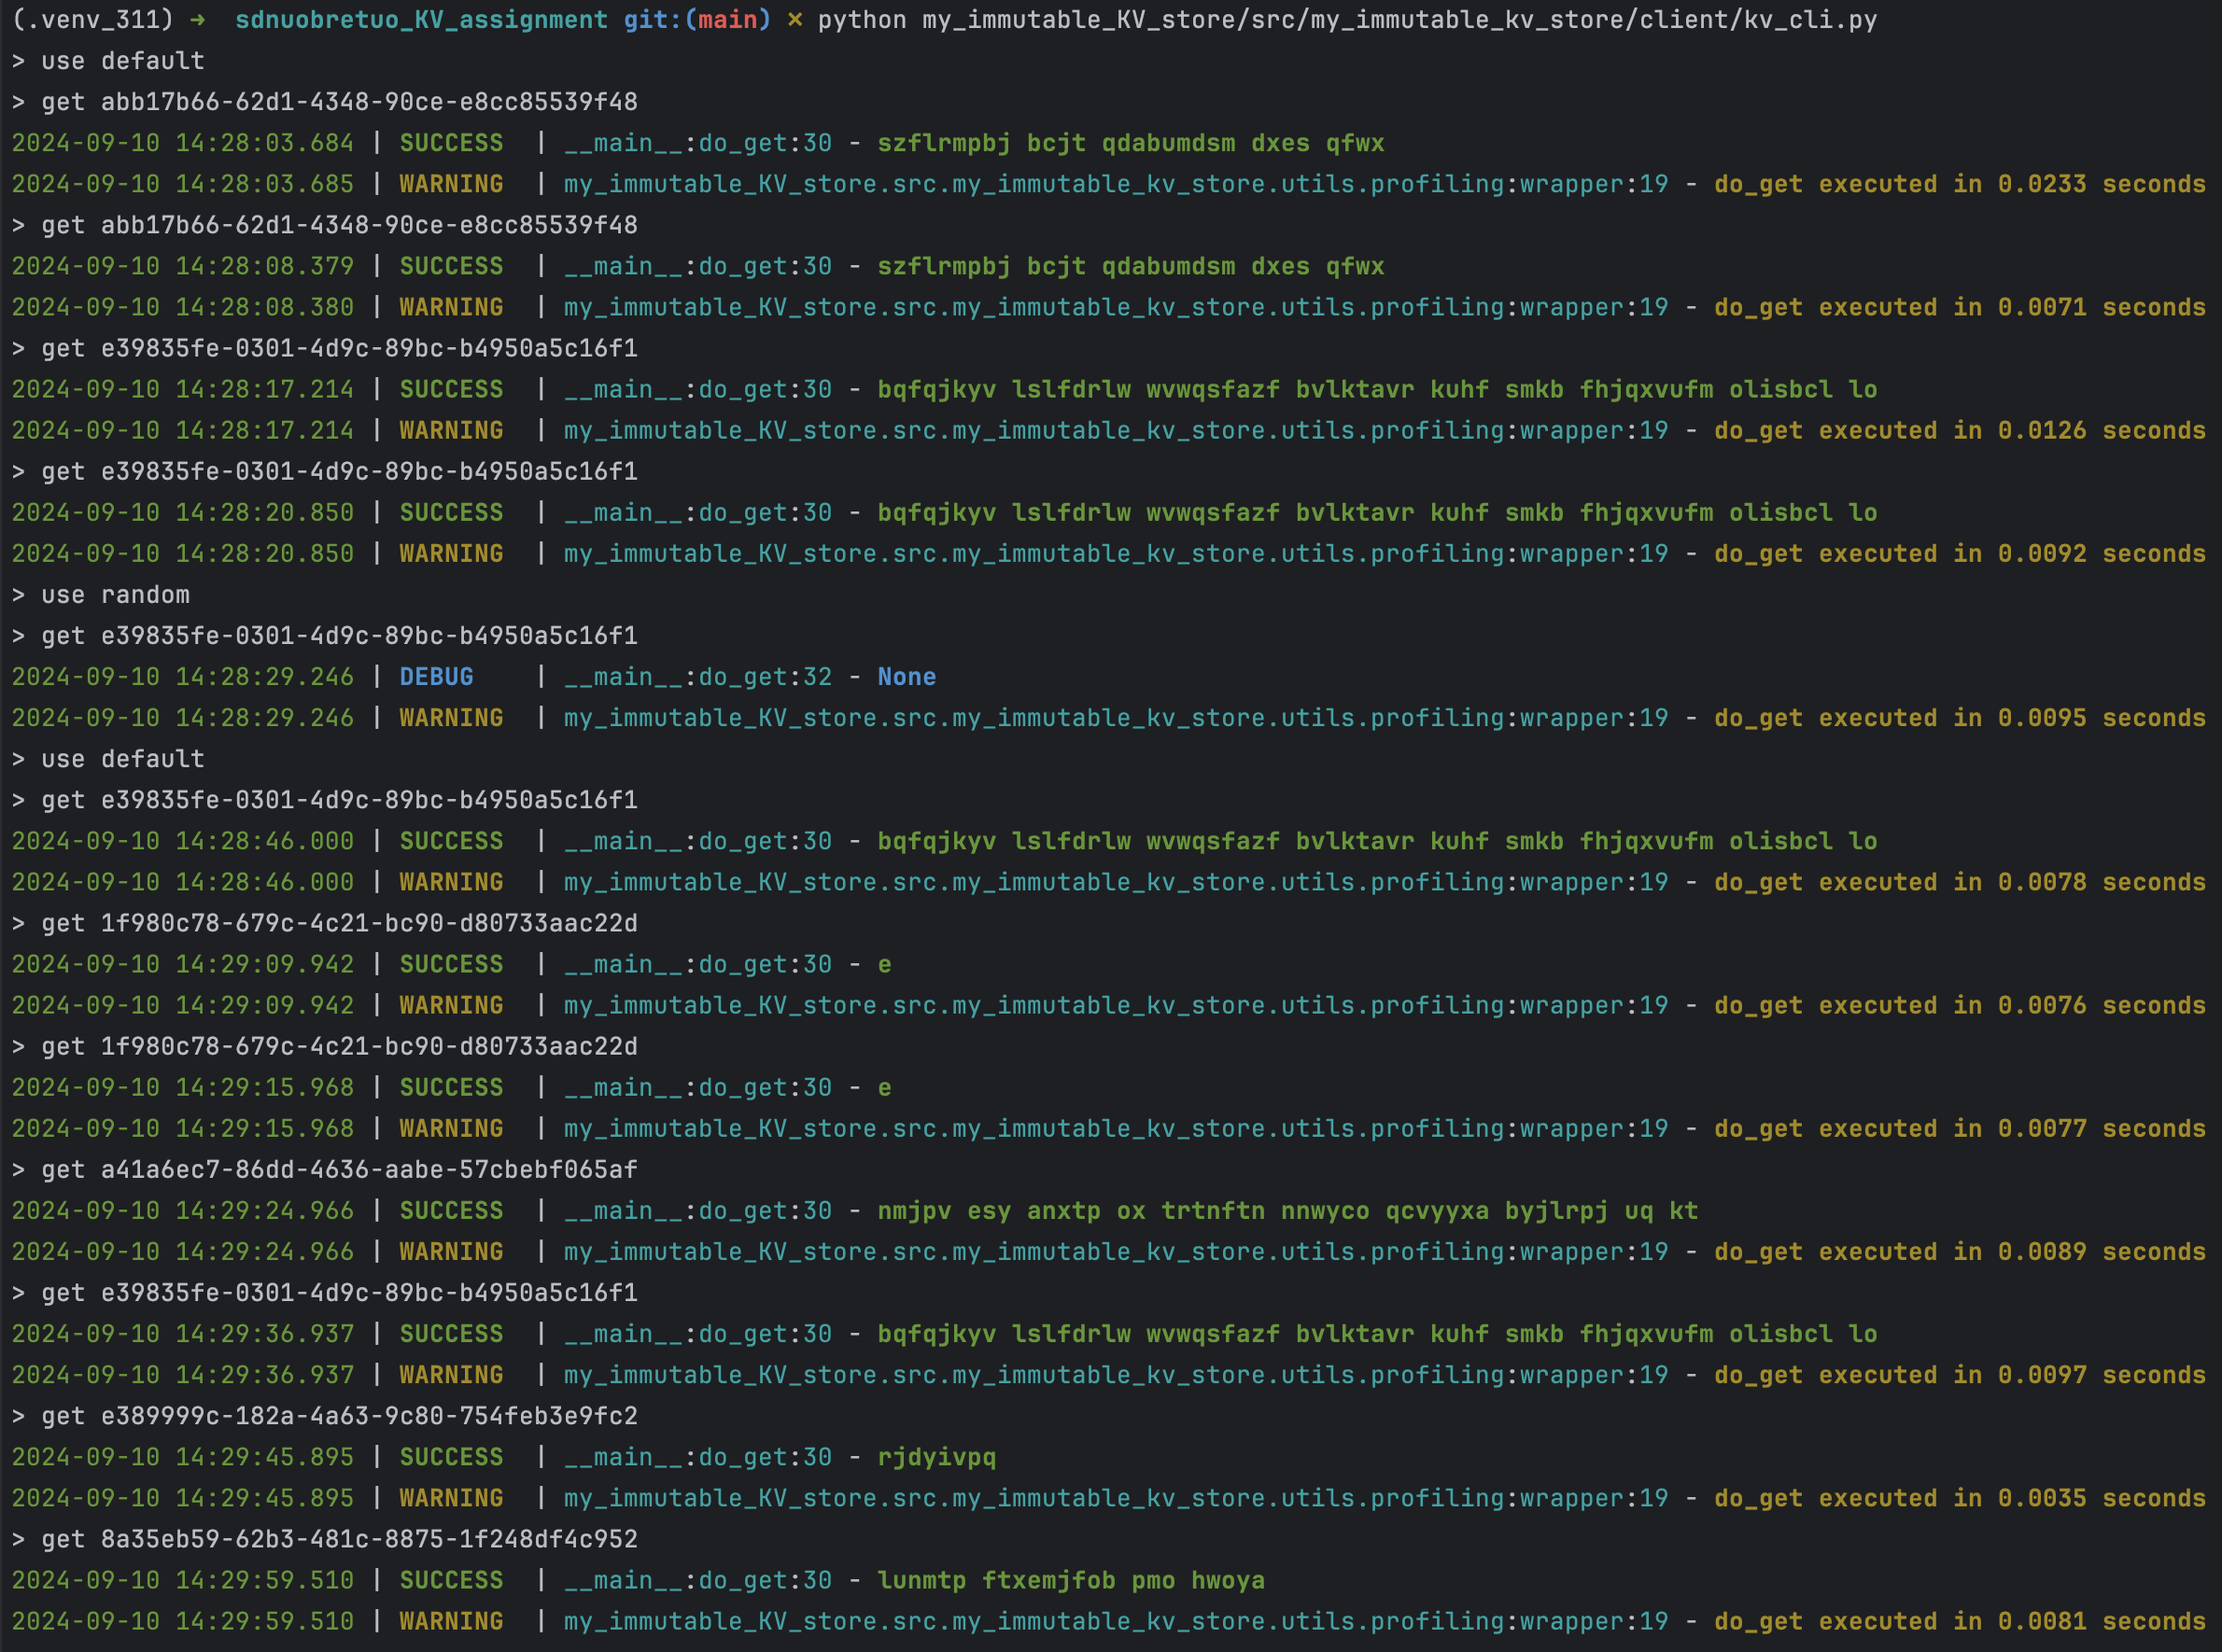 (.venv_311) ➜  sdnuobretuo_KV_assignment git:(main) ✗ python my_immutable_KV_store/src/my_immutable_kv_store/client/kv_cli.py
> use default
> get abb17b66-62d1-4348-90ce-e8cc85539f48
2024-09-10 14:28:03.684 | SUCCESS  | __main__:do_get:30 - szflrmpbj bcjt qdabumdsm dxes qfwx
2024-09-10 14:28:03.685 | WARNING  | my_immutable_KV_store.src.my_immutable_kv_store.utils.profiling:wrapper:19 - do_get executed in 0.0233 seconds
> get abb17b66-62d1-4348-90ce-e8cc85539f48
2024-09-10 14:28:08.379 | SUCCESS  | __main__:do_get:30 - szflrmpbj bcjt qdabumdsm dxes qfwx
2024-09-10 14:28:08.380 | WARNING  | my_immutable_KV_store.src.my_immutable_kv_store.utils.profiling:wrapper:19 - do_get executed in 0.0071 seconds
> get e39835fe-0301-4d9c-89bc-b4950a5c16f1
2024-09-10 14:28:17.214 | SUCCESS  | __main__:do_get:30 - bqfqjkyv lslfdrlw wvwqsfazf bvlktavr kuhf smkb fhjqxvufm olisbcl lo
2024-09-10 14:28:17.214 | WARNING  | my_immutable_KV_store.src.my_immutable_kv_store.utils.profiling:wrapper:19 - do_get executed in 0.0126 seconds
> get e39835fe-0301-4d9c-89bc-b4950a5c16f1
2024-09-10 14:28:20.850 | SUCCESS  | __main__:do_get:30 - bqfqjkyv lslfdrlw wvwqsfazf bvlktavr kuhf smkb fhjqxvufm olisbcl lo
2024-09-10 14:28:20.850 | WARNING  | my_immutable_KV_store.src.my_immutable_kv_store.utils.profiling:wrapper:19 - do_get executed in 0.0092 seconds
> use random
> get e39835fe-0301-4d9c-89bc-b4950a5c16f1
2024-09-10 14:28:29.246 | DEBUG    | __main__:do_get:32 - None
2024-09-10 14:28:29.246 | WARNING  | my_immutable_KV_store.src.my_immutable_kv_store.utils.profiling:wrapper:19 - do_get executed in 0.0095 seconds
> use default
> get e39835fe-0301-4d9c-89bc-b4950a5c16f1
2024-09-10 14:28:46.000 | SUCCESS  | __main__:do_get:30 - bqfqjkyv lslfdrlw wvwqsfazf bvlktavr kuhf smkb fhjqxvufm olisbcl lo
2024-09-10 14:28:46.000 | WARNING  | my_immutable_KV_store.src.my_immutable_kv_store.utils.profiling:wrapper:19 - do_get executed in 0.0078 seconds
> get 1f980c78-679c-4c21-bc90-d80733aac22d
2024-09-10 14:29:09.942 | SUCCESS  | __main__:do_get:30 - e
2024-09-10 14:29:09.942 | WARNING  | my_immutable_KV_store.src.my_immutable_kv_store.utils.profiling:wrapper:19 - do_get executed in 0.0076 seconds
> get 1f980c78-679c-4c21-bc90-d80733aac22d
2024-09-10 14:29:15.968 | SUCCESS  | __main__:do_get:30 - e
2024-09-10 14:29:15.968 | WARNING  | my_immutable_KV_store.src.my_immutable_kv_store.utils.profiling:wrapper:19 - do_get executed in 0.0077 seconds
> get a41a6ec7-86dd-4636-aabe-57cbebf065af
2024-09-10 14:29:24.966 | SUCCESS  | __main__:do_get:30 - nmjpv esy anxtp ox trtnftn nnwyco qcvyyxa byjlrpj uq kt
2024-09-10 14:29:24.966 | WARNING  | my_immutable_KV_store.src.my_immutable_kv_store.utils.profiling:wrapper:19 - do_get executed in 0.0089 seconds
> get e39835fe-0301-4d9c-89bc-b4950a5c16f1
2024-09-10 14:29:36.937 | SUCCESS  | __main__:do_get:30 - bqfqjkyv lslfdrlw wvwqsfazf bvlktavr kuhf smkb fhjqxvufm olisbcl lo
2024-09-10 14:29:36.937 | WARNING  | my_immutable_KV_store.src.my_immutable_kv_store.utils.profiling:wrapper:19 - do_get executed in 0.0097 seconds
> get e389999c-182a-4a63-9c80-754feb3e9fc2
2024-09-10 14:29:45.895 | SUCCESS  | __main__:do_get:30 - rjdyivpq
2024-09-10 14:29:45.895 | WARNING  | my_immutable_KV_store.src.my_immutable_kv_store.utils.profiling:wrapper:19 - do_get executed in 0.0035 seconds
> get 8a35eb59-62b3-481c-8875-1f248df4c952
2024-09-10 14:29:59.510 | SUCCESS  | __main__:do_get:30 - lunmtp ftxemjfob pmo hwoya
2024-09-10 14:29:59.510 | WARNING  | my_immutable_KV_store.src.my_immutable_kv_store.utils.profiling:wrapper:19 - do_get executed in 0.0081 seconds